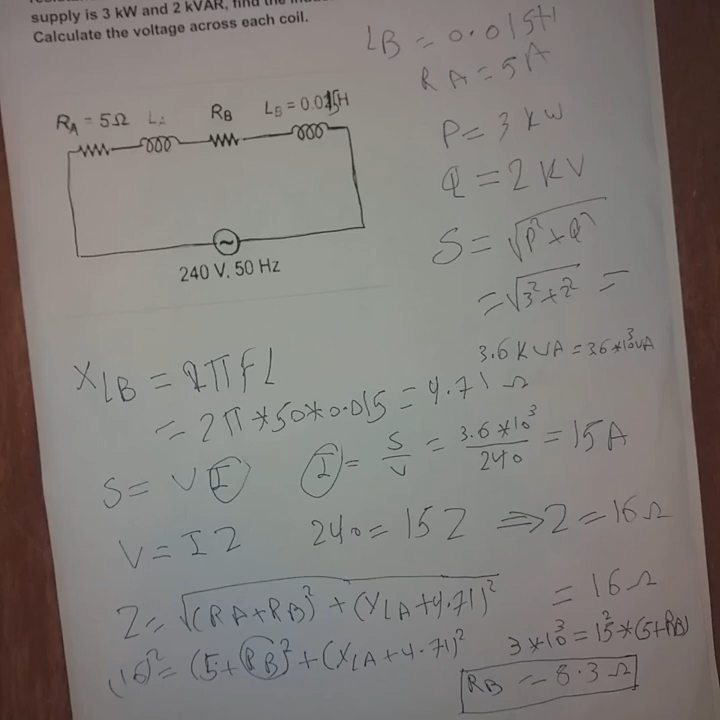 supply is 3 kW and 2 kVAR, find the
Calculate the voltage across each coil.
LB = 0.015H
RA = 5A
RA = 5Ω
RB
LB = 0.015H
240 V, 50 Hz
P = 3 kW
Q = 2 KV
S = √P²+Q²
= √3²+2² =
3.6 KVA = 3.6*10³VA
XLB = 2πFL
= 2π*50*0.015 = 4.71 Ω
S = VI
I = S/V = 3.6*10³/240 = 15A
V = IZ
240 = 15Z ⇒ Z = 16Ω
Z = √(RA+RB)² + (XLA+4.71)² = 16Ω
(16)² = (5+RB)² + (XLA+4.71)²
3*10³ = 15²*(5+RB)
RB = 8.3 Ω